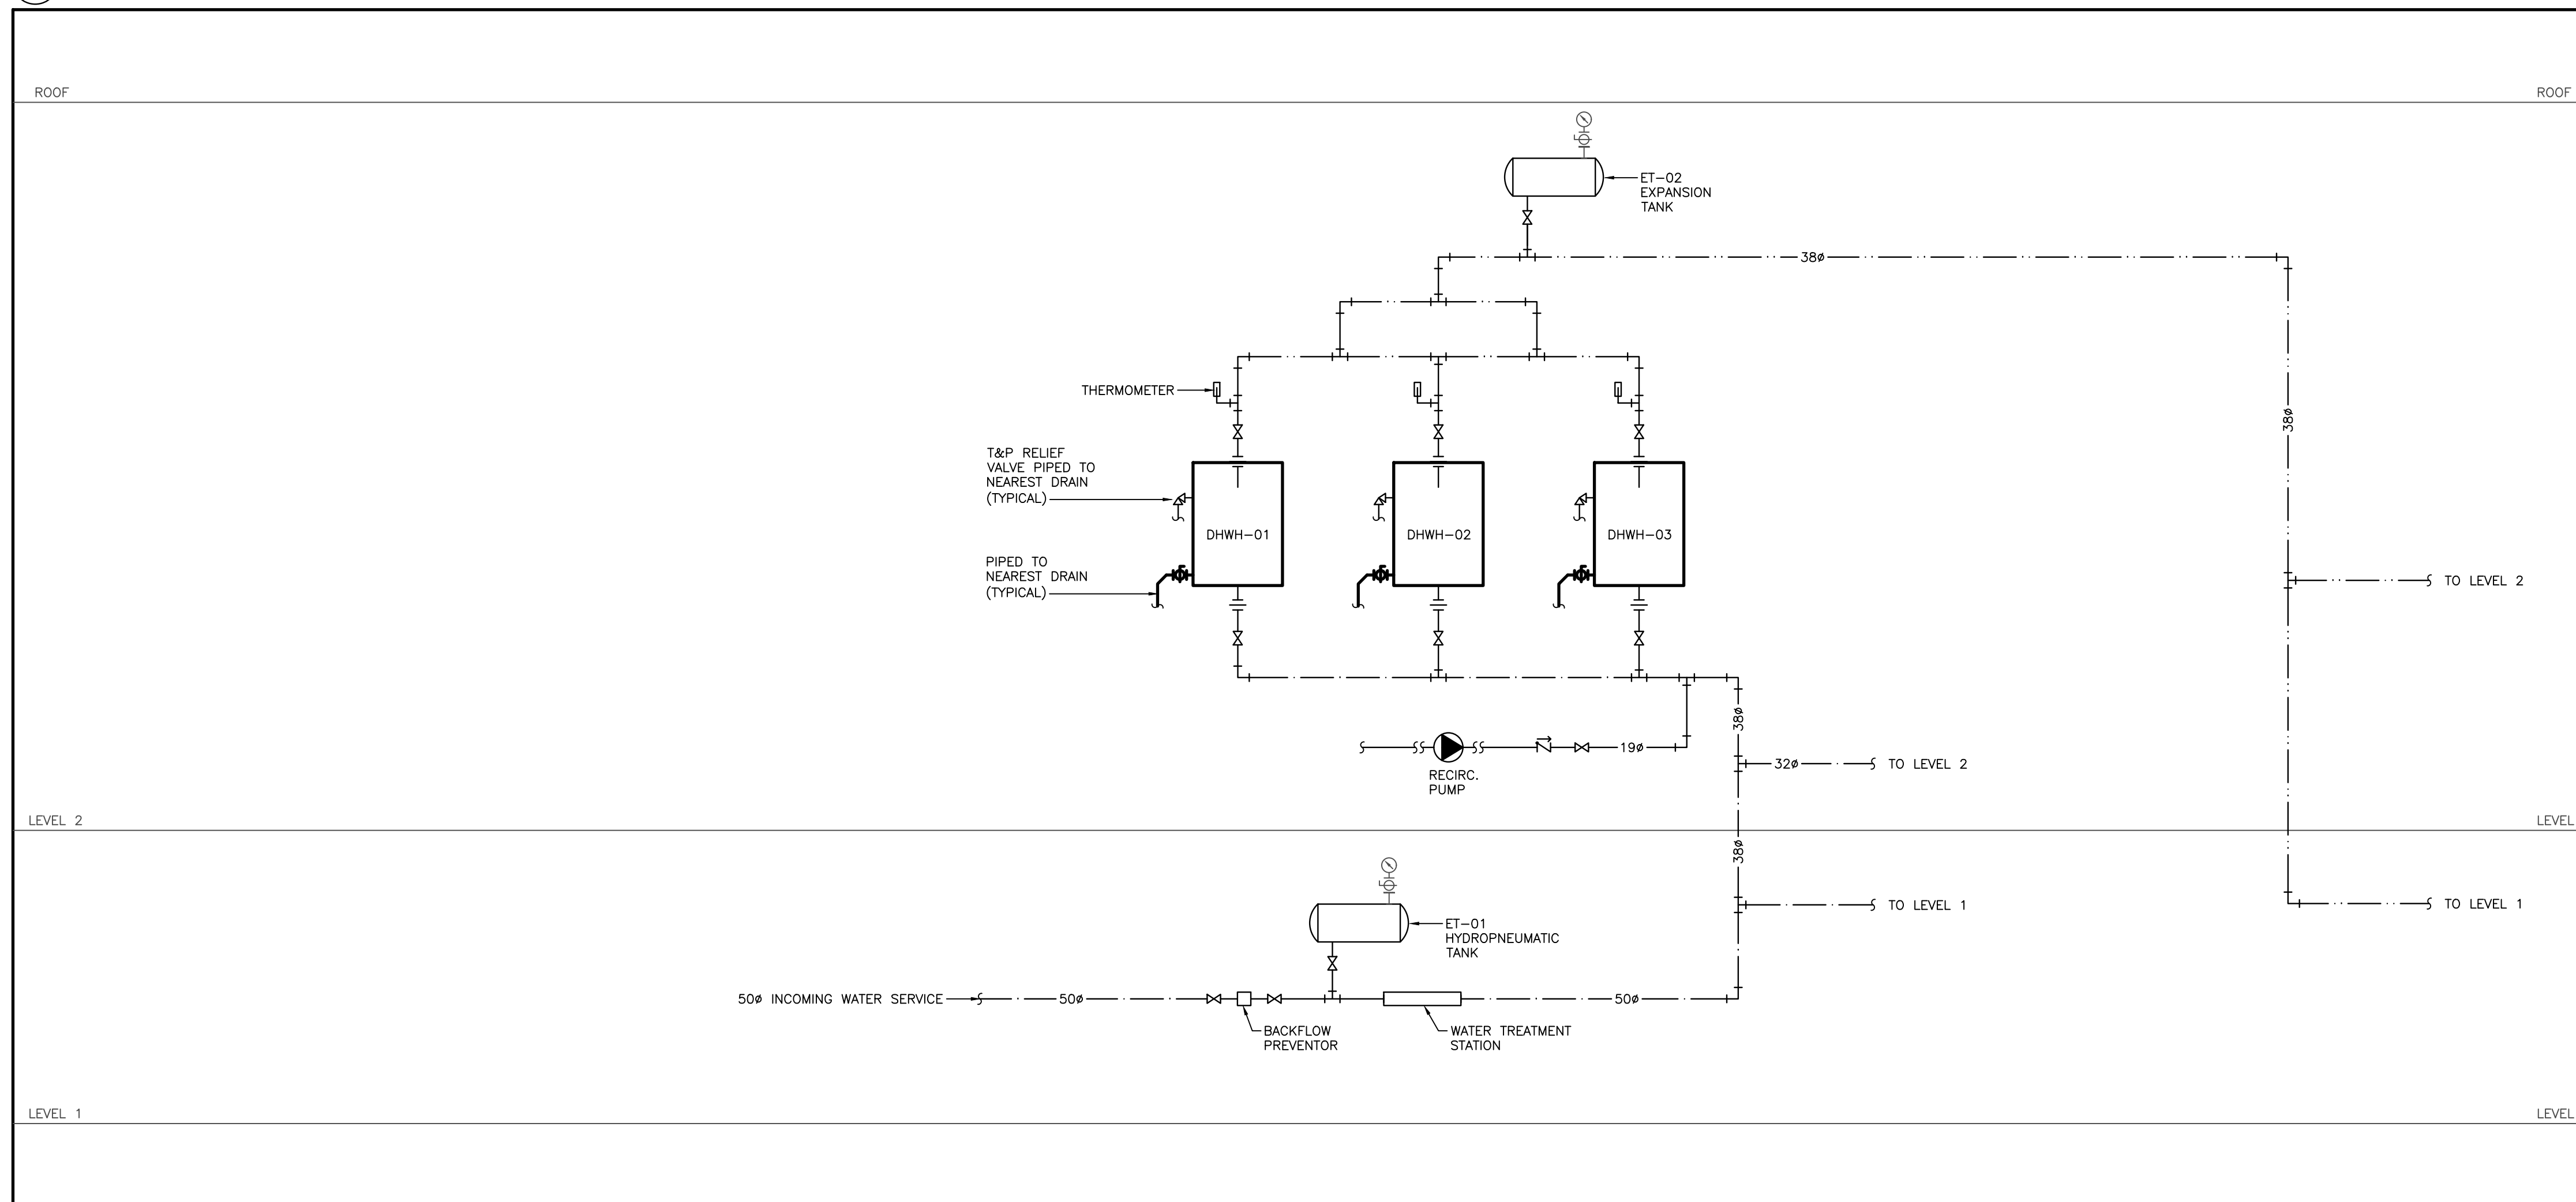 ROOF
ROOF
ET-02
EXPANSION
TANK
38ø
THERMOMETER
38ø
T&P RELIEF
VALVE PIPED TO
NEAREST DRAIN
(TYPICAL)
DHWH-01
DHWH-02
DHWH-03
PIPED TO
NEAREST DRAIN
(TYPICAL)
TO LEVEL 2
38ø
19ø
32ø
TO LEVEL 2
RECIRC.
PUMP
LEVEL 2
LEVEL
38ø
TO LEVEL 1
TO LEVEL 1
ET-01
HYDROPNEUMATIC
TANK
50ø INCOMING WATER SERVICE
50ø
50ø
BACKFLOW
PREVENTOR
WATER TREATMENT
STATION
LEVEL 1
LEVEL